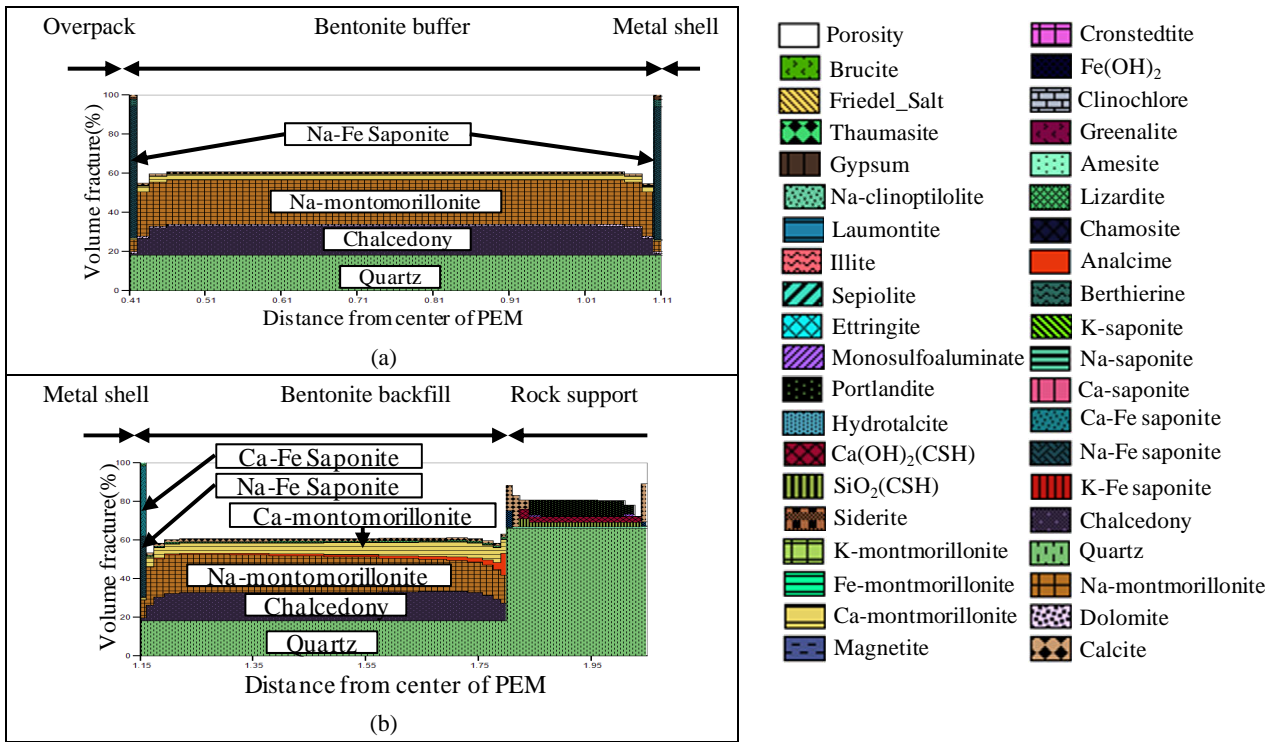 Overpack Bentonite buffer Metal shell
Volume fracture(%)
100
80
60
40
20
0
Na-Fe Saponite
Na-montomorillonite
Chalcedony
Quartz
0.41 0.51 0.61 0.71 0.81 0.91 1.01 1.11
Distance from center of PEM
(a)
Metal shell Bentonite backfill Rock support
Volume fracture(%)
100
80
60
40
20
0
Ca-Fe Saponite
Na-Fe Saponite
Ca-montomorillonite
Na-montomorillonite
Chalcedony
Quartz
1.15 1.35 1.55 1.75 1.95
Distance from center of PEM
(b)
Porosity
Brucite
Friedel_Salt
Thaumasite
Gypsum
Na-clinoptilolite
Laumontite
Illite
Sepiolite
Ettringite
Monosulfoaluminate
Portlandite
Hydrotalcite
Ca(OH)₂(CSH)
SiO₂(CSH)
Siderite
K-montmorillonite
Fe-montmorillonite
Ca-montmorillonite
Magnetite
Cronstedtite
Fe(OH)₂
Clinochlore
Greenalite
Amesite
Lizardite
Chamosite
Analcime
Berthierine
K-saponite
Na-saponite
Ca-saponite
Ca-Fe saponite
Na-Fe saponite
K-Fe saponite
Chalcedony
Quartz
Na-montmorillonite
Dolomite
Calcite